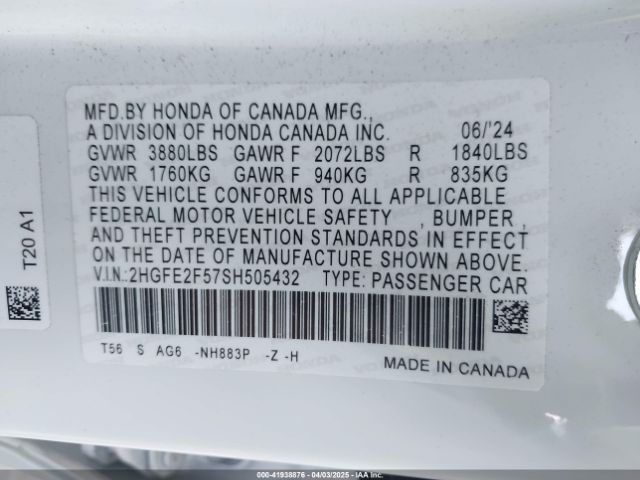 MFD.BY HONDA OF CANADA MFG.,
A DIVISION OF HONDA CANADA INC. 06/'24
GVWR 3880LBS GAWR F 2072LBS R 1840LBS
GVWR 1760KG GAWR F 940KG R 835KG
THIS VEHICLE CONFORMS TO ALL APPLICABLE
FEDERAL MOTOR VEHICLE SAFETY , BUMPER ,
AND THEFT PREVENTION STANDARDS IN EFFECT
ON THE DATE OF MANUFACTURE SHOWN ABOVE.
V.I.N.:2HGFE2F57SH505432 TYPE: PASSENGER CAR
T56 S AG6 -NH883P -Z -H
MADE IN CANADA
T20 A1
000-41938876 - 04/03/2025 - IAA Inc.